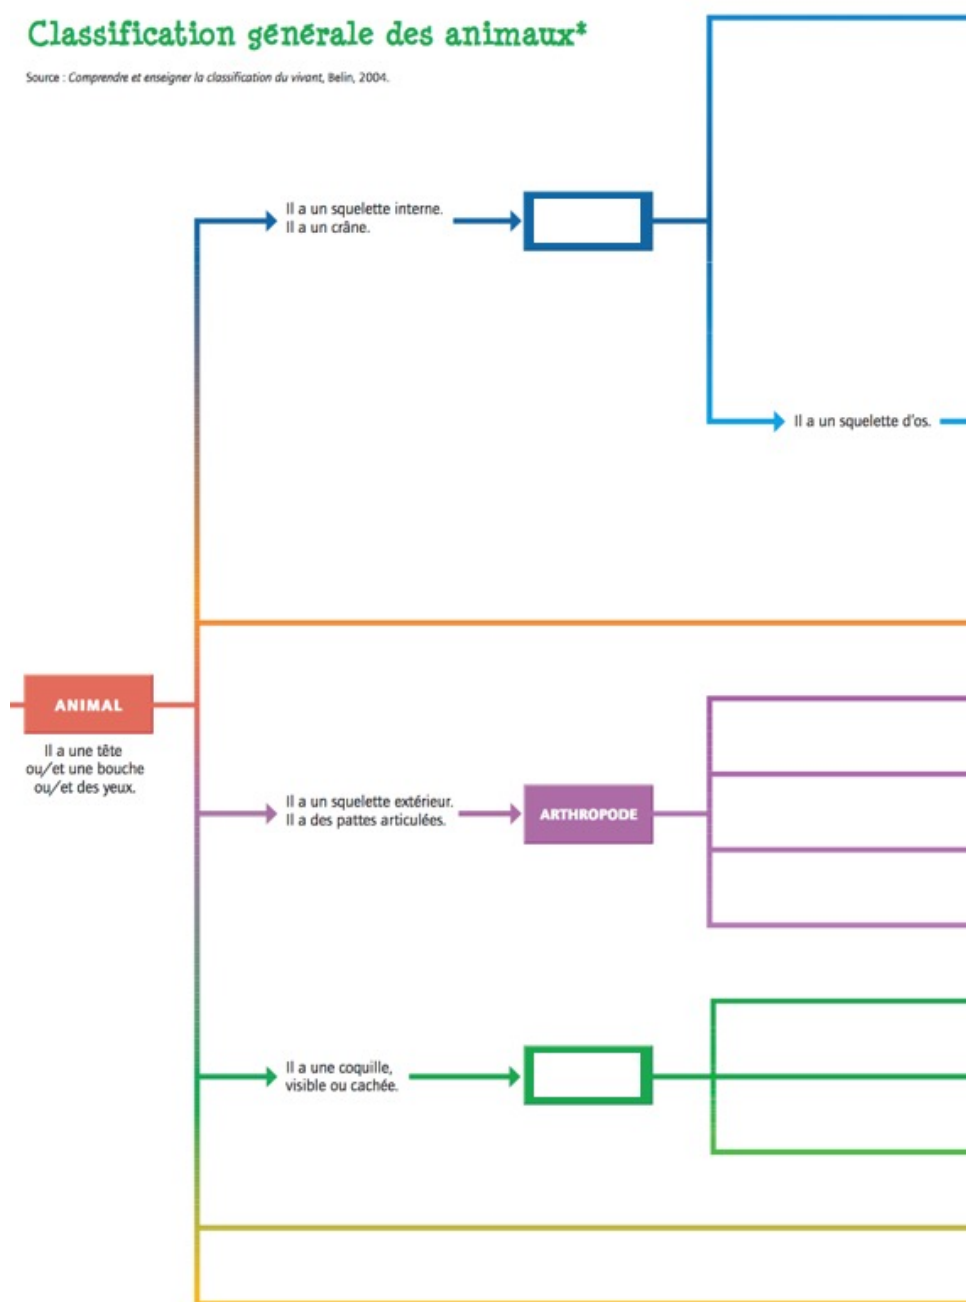 Classification générale des animaux*
Source : Comprendre et enseigner la classification du vivant, Belin, 2004.
Il a un squelette interne.
Il a un crâne.
Il a un squelette d'os.
ANIMAL
Il a une tête
ou/et une bouche
ou/et des yeux.
Il a un squelette extérieur.
Il a des pattes articulées.
ARTHROPODE
Il a une coquille,
visible ou cachée.